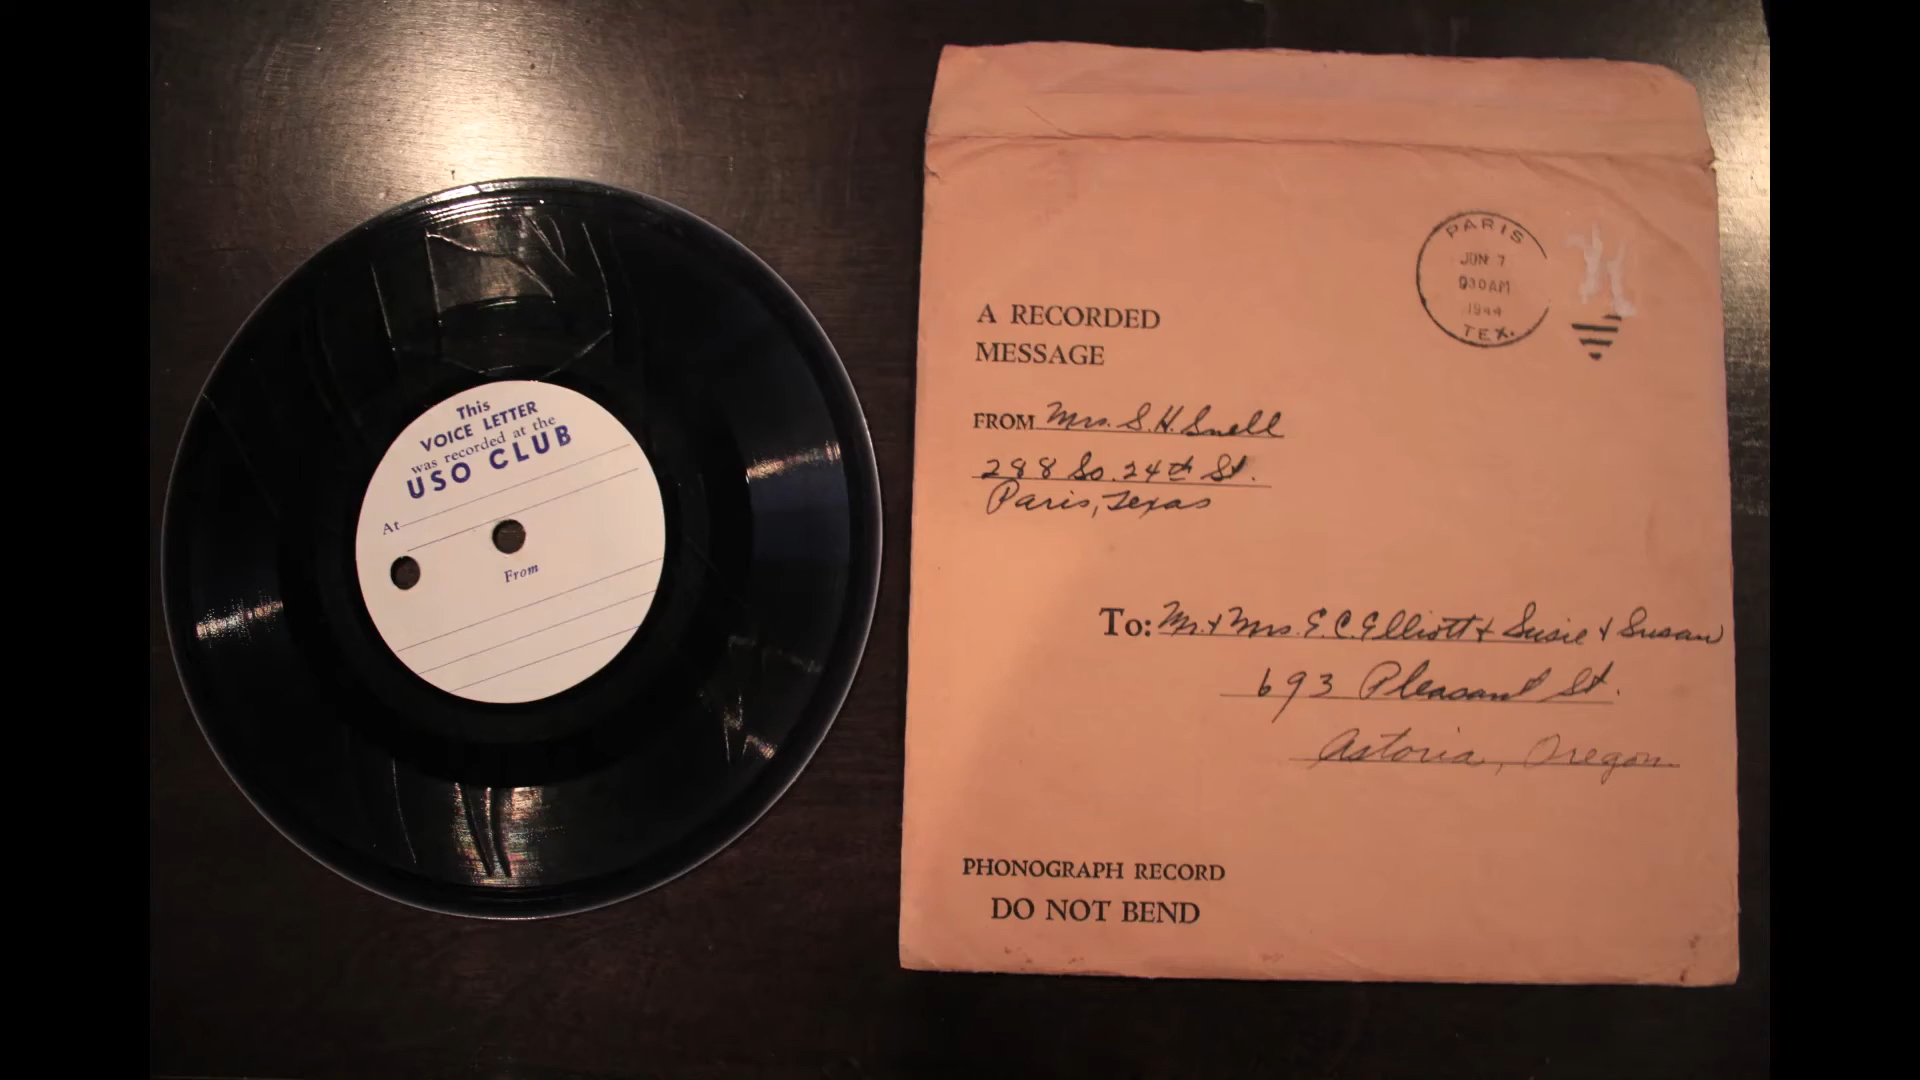 This
VOICE LETTER
was recorded at the
USO CLUB
At
From
PARIS
JUN 7
930 AM
1944
TEX.
A RECORDED
MESSAGE
FROM Mrs. S. H. Snell
288 So. 24th St.
Paris, Texas
To: Mr. & Mrs. E. C. Elliott & Susie & Susan
693 Pleasant St.
Astoria, Oregon.
PHONOGRAPH RECORD
DO NOT BEND